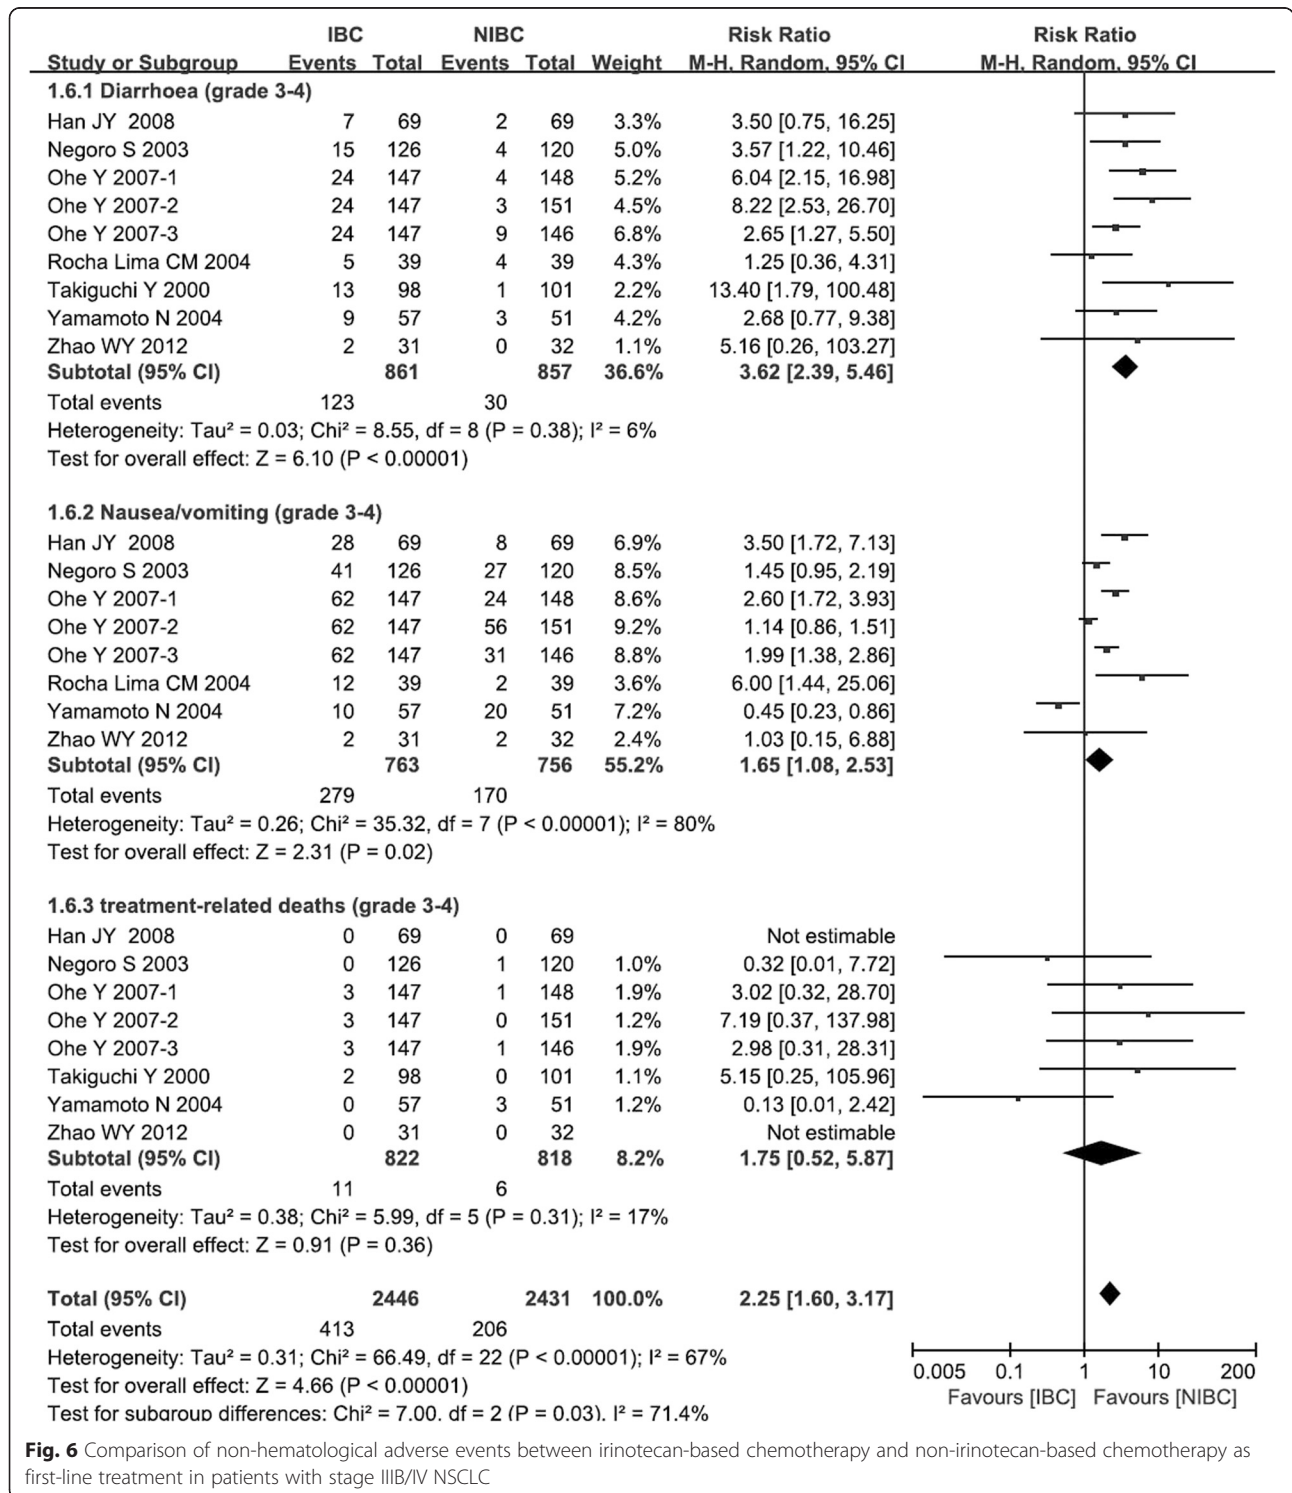 IBC NIBC Risk Ratio Risk Ratio
Study or Subgroup Events Total Events Total Weight M-H, Random, 95% CI M-H, Random, 95% CI
1.6.1 Diarrhoea (grade 3-4)
Han JY 2008 7 69 2 69 3.3% 3.50 [0.75, 16.25]
Negoro S 2003 15 126 4 120 5.0% 3.57 [1.22, 10.46]
Ohe Y 2007-1 24 147 4 148 5.2% 6.04 [2.15, 16.98]
Ohe Y 2007-2 24 147 3 151 4.5% 8.22 [2.53, 26.70]
Ohe Y 2007-3 24 147 9 146 6.8% 2.65 [1.27, 5.50]
Rocha Lima CM 2004 5 39 4 39 4.3% 1.25 [0.36, 4.31]
Takiguchi Y 2000 13 98 1 101 2.2% 13.40 [1.79, 100.48]
Yamamoto N 2004 9 57 3 51 4.2% 2.68 [0.77, 9.38]
Zhao WY 2012 2 31 0 32 1.1% 5.16 [0.26, 103.27]
Subtotal (95% CI) 861 857 36.6% 3.62 [2.39, 5.46]
Total events 123 30
Heterogeneity: Tau² = 0.03; Chi² = 8.55, df = 8 (P = 0.38); I² = 6%
Test for overall effect: Z = 6.10 (P < 0.00001)
1.6.2 Nausea/vomiting (grade 3-4)
Han JY 2008 28 69 8 69 6.9% 3.50 [1.72, 7.13]
Negoro S 2003 41 126 27 120 8.5% 1.45 [0.95, 2.19]
Ohe Y 2007-1 62 147 24 148 8.6% 2.60 [1.72, 3.93]
Ohe Y 2007-2 62 147 56 151 9.2% 1.14 [0.86, 1.51]
Ohe Y 2007-3 62 147 31 146 8.8% 1.99 [1.38, 2.86]
Rocha Lima CM 2004 12 39 2 39 3.6% 6.00 [1.44, 25.06]
Yamamoto N 2004 10 57 20 51 7.2% 0.45 [0.23, 0.86]
Zhao WY 2012 2 31 2 32 2.4% 1.03 [0.15, 6.88]
Subtotal (95% CI) 763 756 55.2% 1.65 [1.08, 2.53]
Total events 279 170
Heterogeneity: Tau² = 0.26; Chi² = 35.32, df = 7 (P < 0.00001); I² = 80%
Test for overall effect: Z = 2.31 (P = 0.02)
1.6.3 treatment-related deaths (grade 3-4)
Han JY 2008 0 69 0 69 Not estimable
Negoro S 2003 0 126 1 120 1.0% 0.32 [0.01, 7.72]
Ohe Y 2007-1 3 147 1 148 1.9% 3.02 [0.32, 28.70]
Ohe Y 2007-2 3 147 0 151 1.2% 7.19 [0.37, 137.98]
Ohe Y 2007-3 3 147 1 146 1.9% 2.98 [0.31, 28.31]
Takiguchi Y 2000 2 98 0 101 1.1% 5.15 [0.25, 105.96]
Yamamoto N 2004 0 57 3 51 1.2% 0.13 [0.01, 2.42]
Zhao WY 2012 0 31 0 32 Not estimable
Subtotal (95% CI) 822 818 8.2% 1.75 [0.52, 5.87]
Total events 11 6
Heterogeneity: Tau² = 0.38; Chi² = 5.99, df = 5 (P = 0.31); I² = 17%
Test for overall effect: Z = 0.91 (P = 0.36)
Total (95% CI) 2446 2431 100.0% 2.25 [1.60, 3.17]
Total events 413 206
Heterogeneity: Tau² = 0.31; Chi² = 66.49, df = 22 (P < 0.00001); I² = 67%
Test for overall effect: Z = 4.66 (P < 0.00001)
Test for subgroup differences: Chi² = 7.00, df = 2 (P = 0.03), I² = 71.4%
0.005 0.1 1 10 200
Favours [IBC] Favours [NIBC]
Fig. 6 Comparison of non-hematological adverse events between irinotecan-based chemotherapy and non-irinotecan-based chemotherapy as
first-line treatment in patients with stage IIIB/IV NSCLC